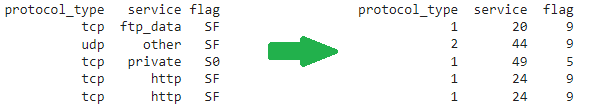 protocol_type service flag
tcp ftp_data SF
udp other SF
tcp private S0
tcp http SF
tcp http SF
protocol_type service flag
1 20 9
2 44 9
1 49 5
1 24 9
1 24 9